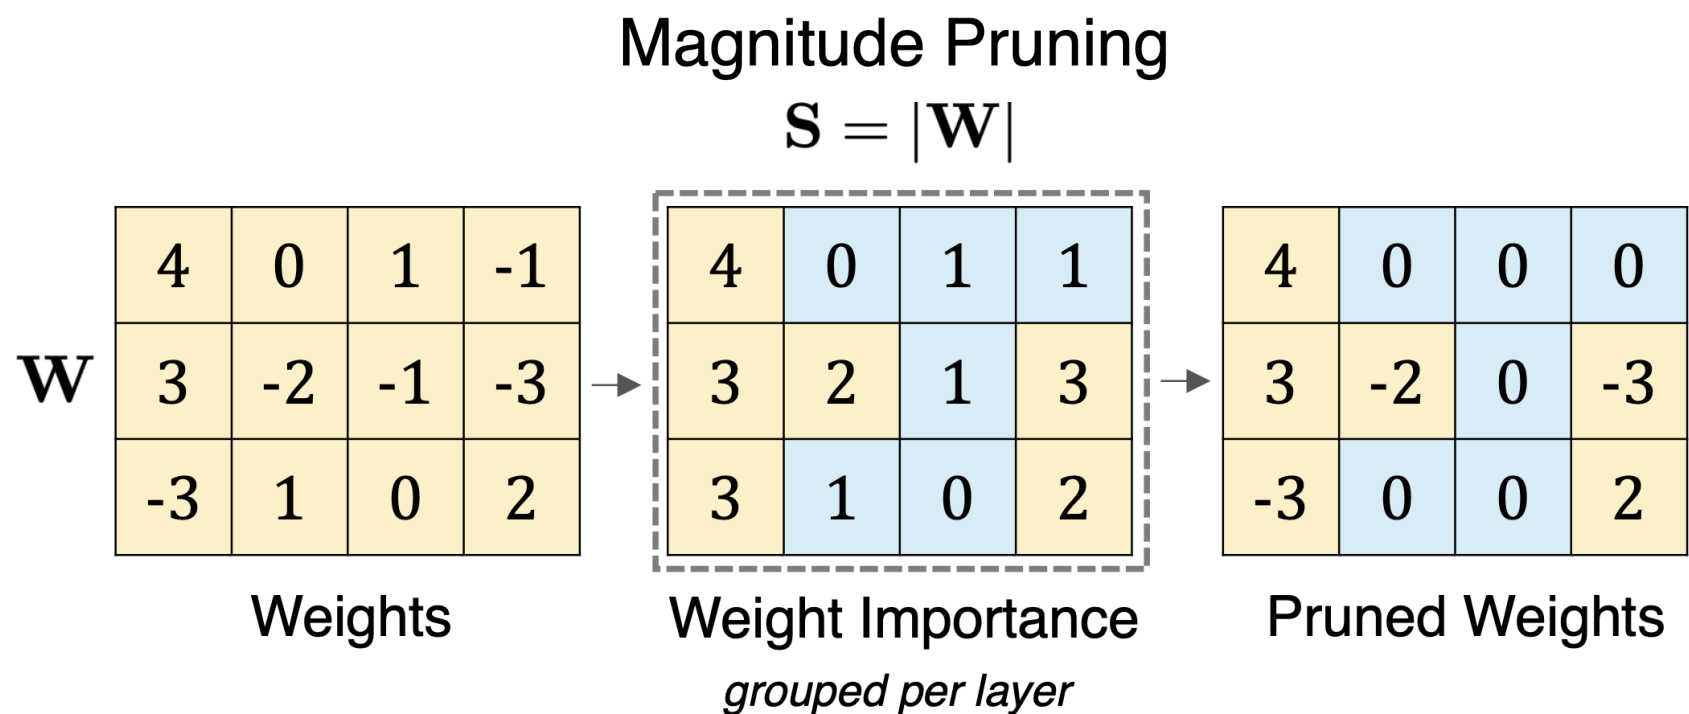 Magnitude Pruning
S = |W|
4 0 1 -1 4 0 1 1 4 0 0 0
W 3 -2 -1 -3 3 2 1 3 3 -2 0 -3
-3 1 0 2 3 1 0 2 -3 0 0 2
Weights Weight Importance Pruned Weights
grouped per layer